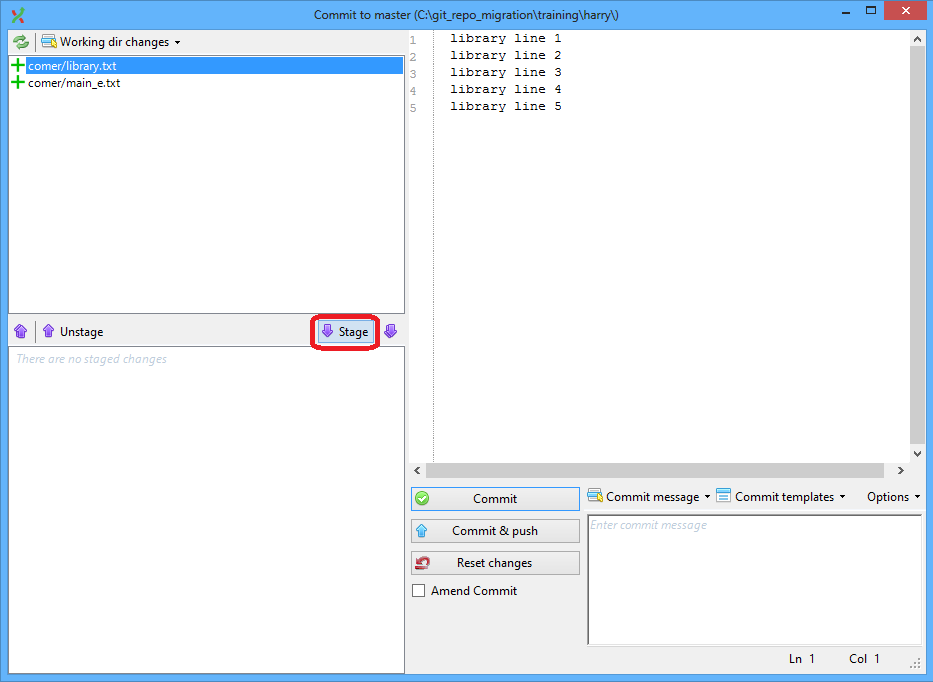 Commit to master (C:\git_repo_migration\training\harry\)
Working dir changes
comer/library.txt
comer/main_e.txt
Unstage
Stage
There are no staged changes
1 library line 1
2 library line 2
3 library line 3
4 library line 4
5 library line 5
Commit
Commit & push
Reset changes
Amend Commit
Commit message
Commit templates
Options
Enter commit message
Ln 1
Col 1